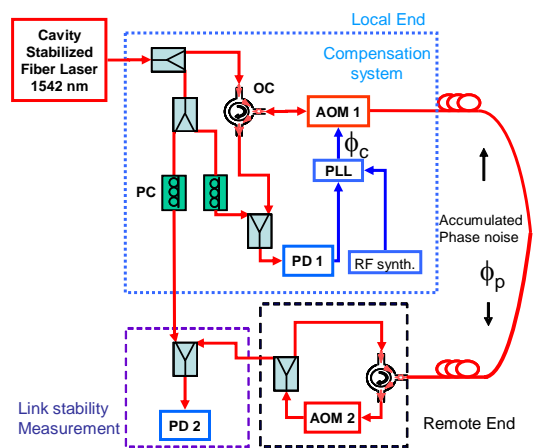 Local End
Cavity
Stabilized
Fiber Laser
1542 nm
Compensation
system
OC
AOM 1
ϕc
PLL
PC
Accumulated
Phase noise
PD 1
RF synth.
ϕp
Link stability
Measurement
PD 2
AOM 2
Remote End